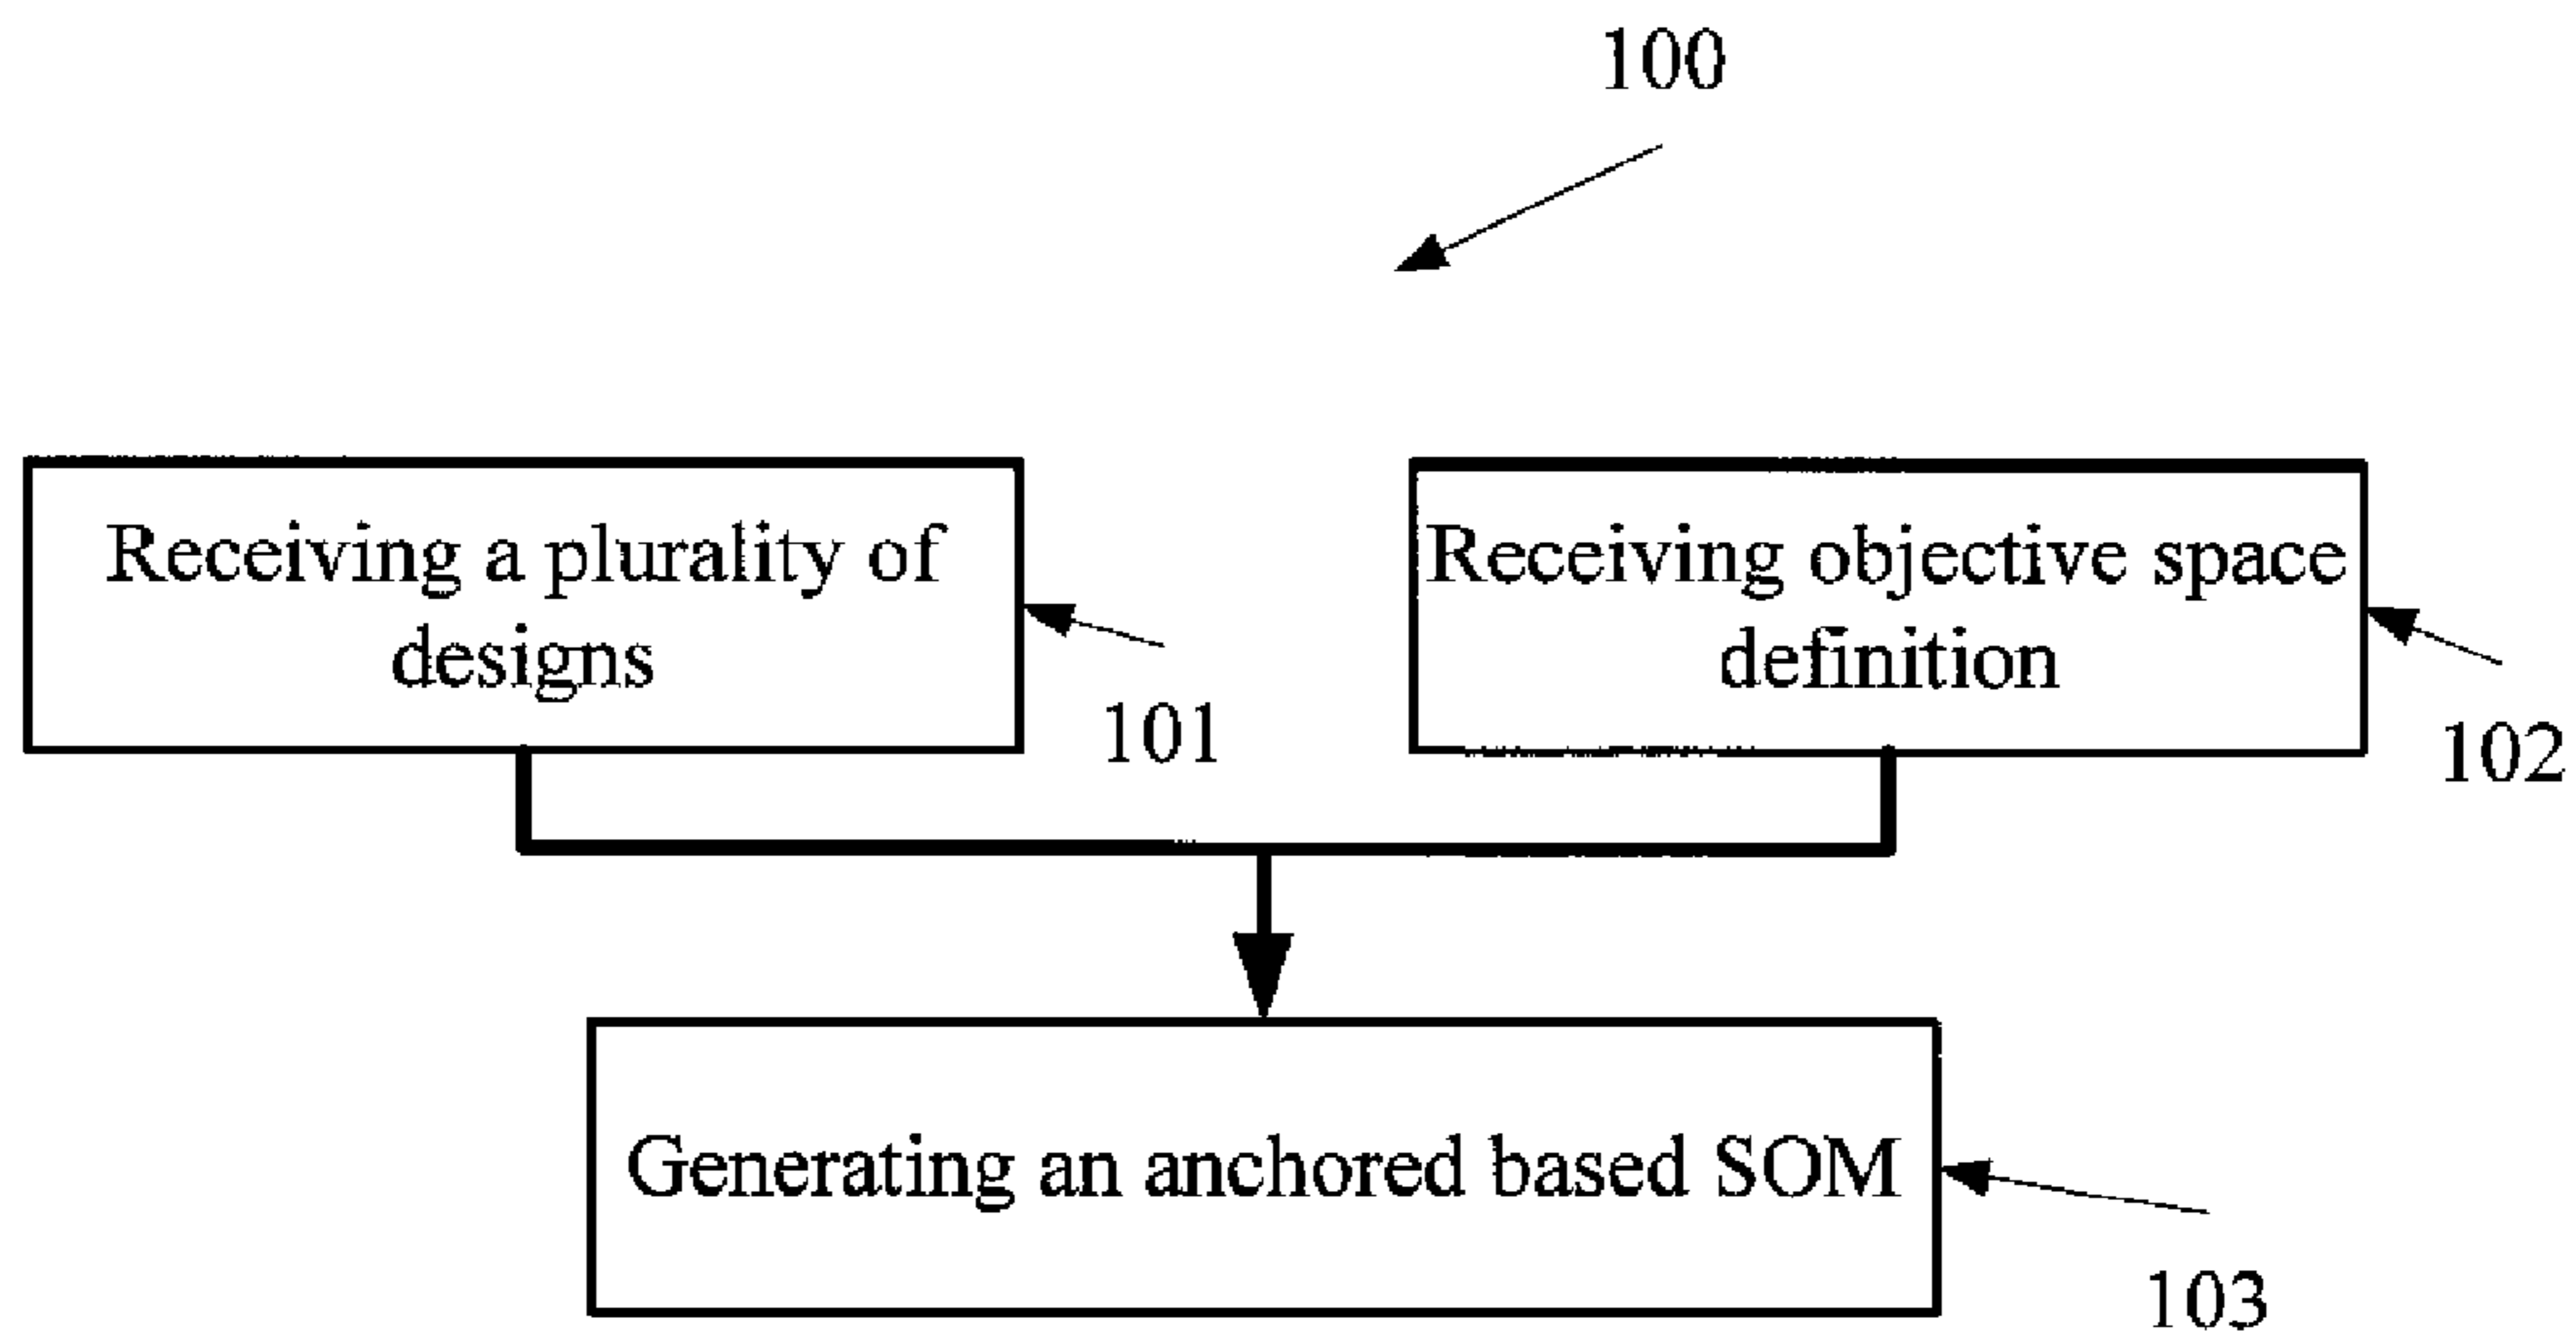 100
Receiving a plurality of
designs
101
Receiving objective space
definition
102
Generating an anchored based SOM
103